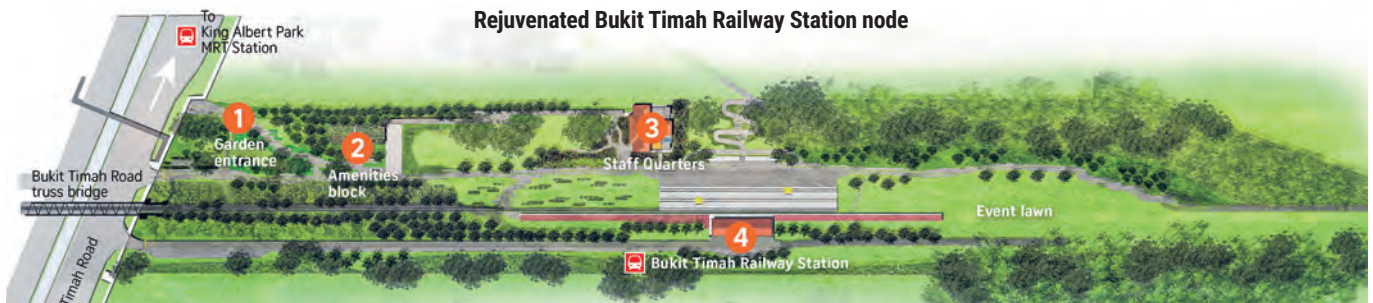 Rejuvenated Bukit Timah Railway Station node
To
King Albert Park
MRT Station
1
Garden
entrance
2
Amenities
block
3
Staff Quarters
Bukit Timah Road
truss bridge
Event lawn
4
Bukit Timah Railway Station
Timah Road